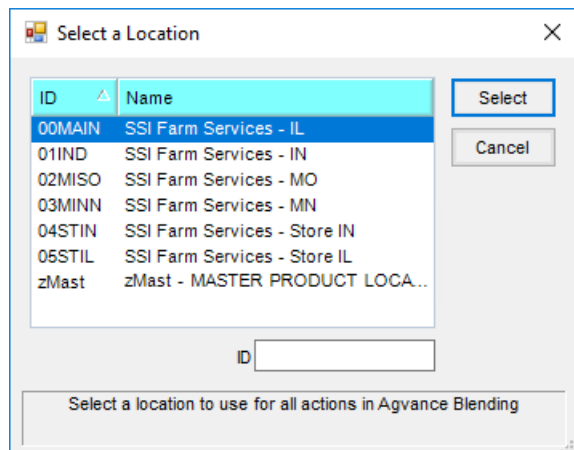 Select a Location
ID Name Select
00MAIN SSI Farm Services - IL
01IND SSI Farm Services - IN Cancel
02MISO SSI Farm Services - MO
03MINN SSI Farm Services - MN
04STIN SSI Farm Services - Store IN
05STIL SSI Farm Services - Store IL
zMast zMast - MASTER PRODUCT LOCA...
ID
Select a location to use for all actions in Agvance Blending